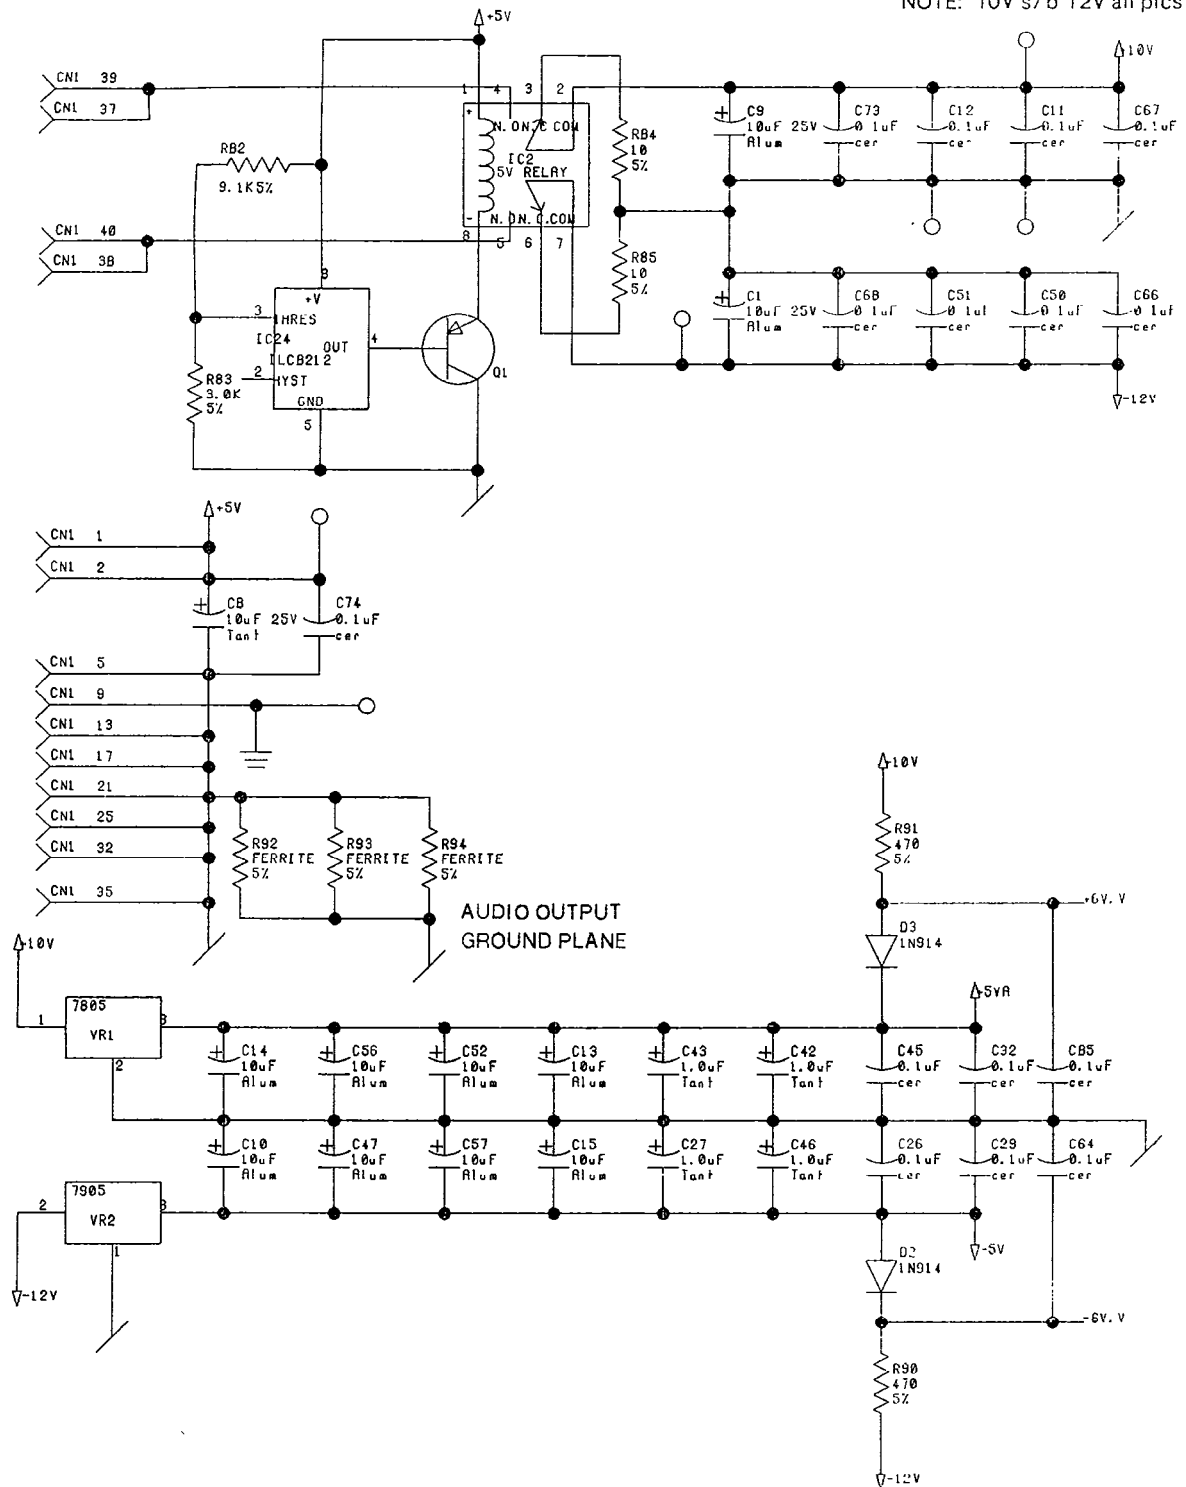 NOTE: 10V s/b 12V all pics
+5V
CN1 39
CN1 37
1 4 3 2
+10V
+
N.O N.C.COM
IC2
5V RELAY
-
N.O N.C.COM
8 5 6 7
R82
9.1K5%
R84
10
5%
R85
10
5%
+ C9
10uF 25V
Alum
C73
0.1uF
cer
C12
0.1uF
cer
C11
0.1uF
cer
C67
0.1uF
cer
CN1 40
CN1 38
8
+V
3 THRES
IC24
ILC8212
OUT 4
2 HYST
GND
5
R83
3.0K
5%
Q1
+ C1
10uF 25V
Alum
C68
0.1uf
cer
C51
0.1uf
cer
C50
0.1uf
cer
C66
0.1uf
cer
-12V
+5V
CN1 1
CN1 2
+ C8
10uF 25V
Tant
C74
0.1uF
cer
CN1 5
CN1 9
CN1 13
CN1 17
CN1 21
CN1 25
CN1 32
CN1 35
R92
FERRITE
5%
R93
FERRITE
5%
R94
FERRITE
5%
AUDIO OUTPUT
GROUND PLANE
+10V
R91
470
5%
+6V.V
D3
1N914
+5VA
+10V
7805
1 VR1 3
2
+ C14
10uF
Alum
+ C56
10uF
Alum
+ C52
10uF
Alum
+ C13
10uF
Alum
+ C43
1.0uF
Tant
+ C42
1.0uF
Tant
C45
0.1uF
cer
C32
0.1uF
cer
C85
0.1uF
cer
+ C10
10uF
Alum
+ C47
10uF
Alum
+ C57
10uF
Alum
+ C15
10uF
Alum
+ C27
1.0uF
Tant
+ C46
1.0uF
Tant
C26
0.1uF
cer
C29
0.1uF
cer
C64
0.1uF
cer
7905
2 VR2 3
1
-12V
-5V
D2
1N914
-6V.V
R90
470
5%
-12V